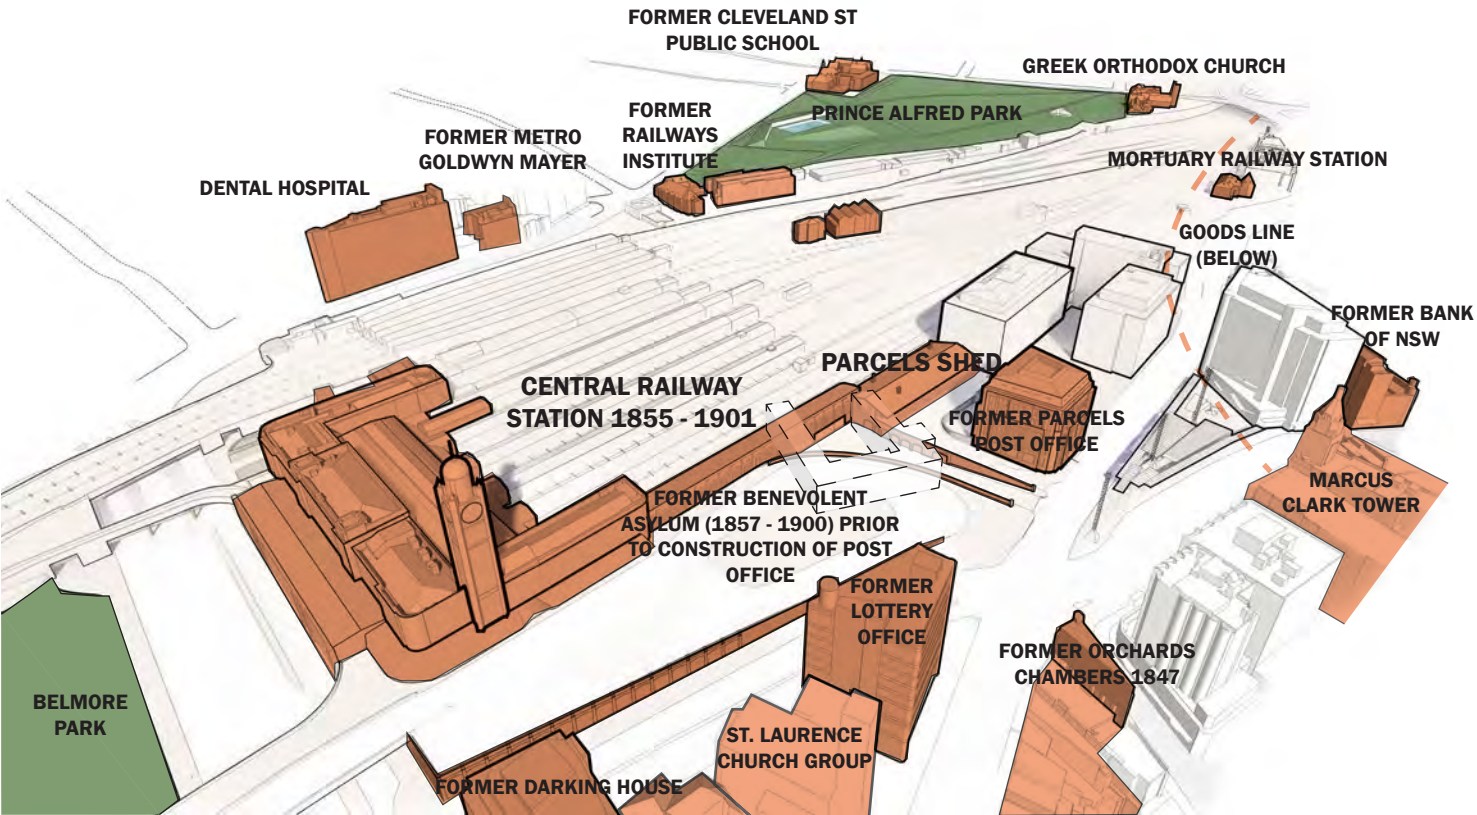 FORMER CLEVELAND ST
PUBLIC SCHOOL
GREEK ORTHODOX CHURCH
PRINCE ALFRED PARK
FORMER
RAILWAYS
INSTITUTE
FORMER METRO
GOLDWYN MAYER
DENTAL HOSPITAL
MORTUARY RAILWAY STATION
GOODS LINE
(BELOW)
FORMER BANK
OF NSW
PARCELS SHED
CENTRAL RAILWAY
STATION 1855 - 1901
FORMER PARCELS
POST OFFICE
MARCUS
CLARK TOWER
FORMER BENEVOLENT
ASYLUM (1857 - 1900) PRIOR
TO CONSTRUCTION OF POST
OFFICE
FORMER
LOTTERY
OFFICE
FORMER ORCHARDS
CHAMBERS 1847
BELMORE
PARK
ST. LAURENCE
CHURCH GROUP
FORMER DARKING HOUSE